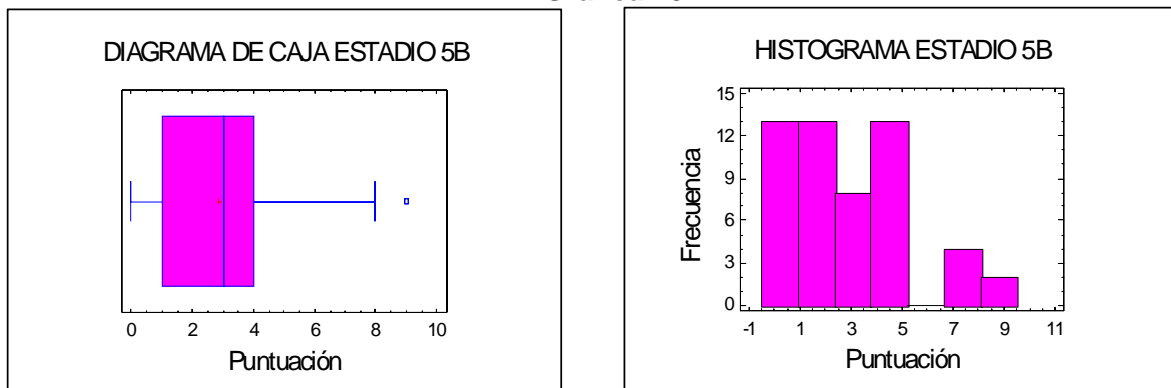 DIAGRAMA DE CAJA ESTADIO 5B
0 2 4 6 8 10
Puntuación
HISTOGRAMA ESTADIO 5B
15
12
9
6
3
0
Frecuencia
-1 1 3 5 7 9 11
Puntuación